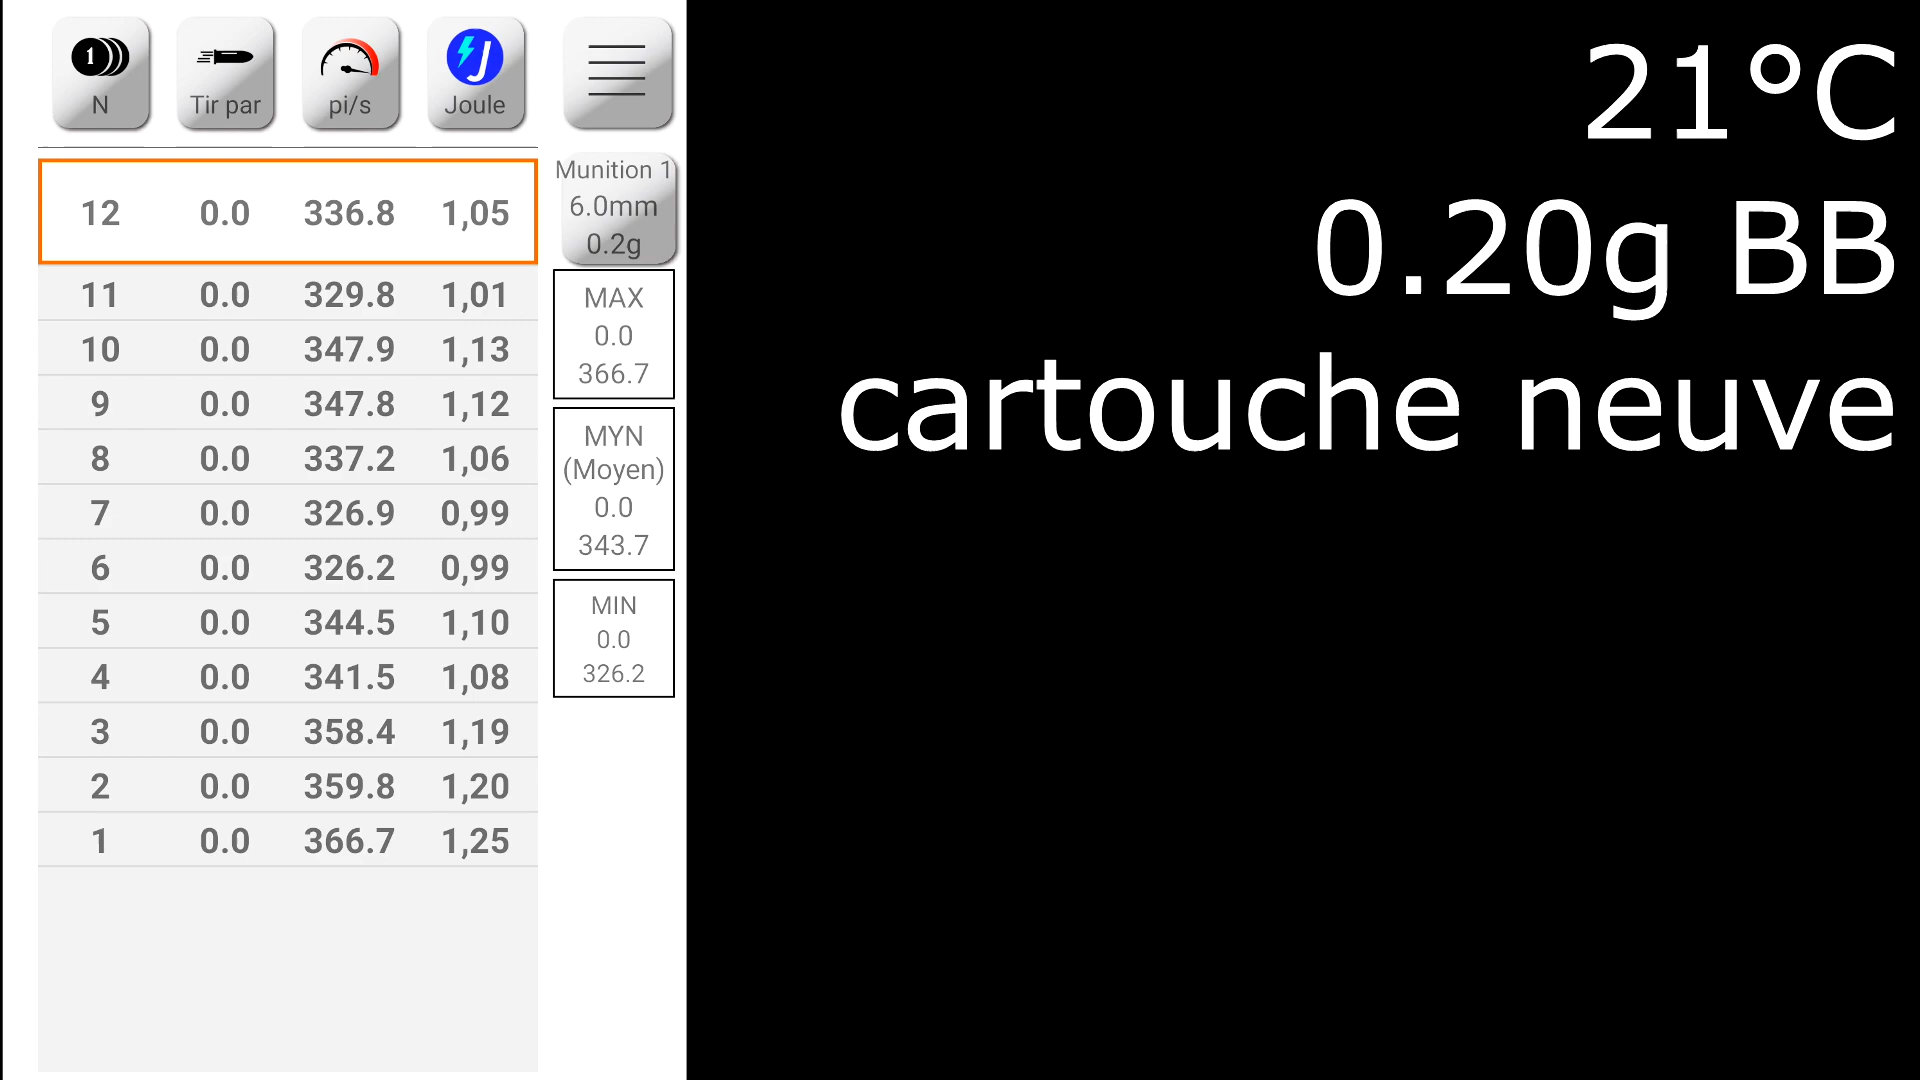 1
N
Tir par
pi/s
J
Joule
12 0.0 336.8 1,05
11 0.0 329.8 1,01
10 0.0 347.9 1,13
9 0.0 347.8 1,12
8 0.0 337.2 1,06
7 0.0 326.9 0,99
6 0.0 326.2 0,99
5 0.0 344.5 1,10
4 0.0 341.5 1,08
3 0.0 358.4 1,19
2 0.0 359.8 1,20
1 0.0 366.7 1,25
Munition 1
6.0mm
0.2g
MAX
0.0
366.7
MYN
(Moyen)
0.0
343.7
MIN
0.0
326.2
21°C
0.20g BB
cartouche neuve